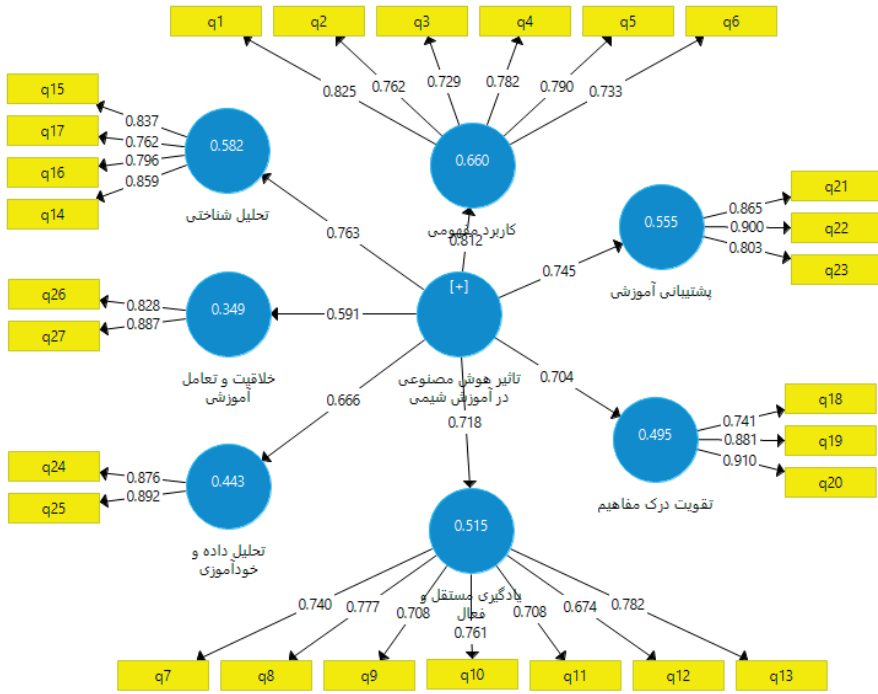 q1
q2
q3
q4
q5
q6
0.825
0.762
0.729
0.782
0.790
0.733
0.660
کاربرد مفهومی
0.812
q15
q17
q16
q14
0.837
0.762
0.796
0.859
0.582
تحلیل شناختی
0.763
q21
q22
q23
0.865
0.900
0.803
0.555
پشتیبانی آموزشی
0.745
[+]
تاثیر هوش مصنوعی
در آموزش شیمی
q26
q27
0.828
0.887
0.349
خلاقیت و تعامل
آموزشی
0.591
q18
q19
q20
0.741
0.881
0.910
0.495
تقویت درک مفاهیم
0.704
q24
q25
0.876
0.892
0.443
تحلیل داده و
خودآموزی
0.666
0.718
0.515
یادگیری مستقل و
فعال
0.740
0.777
0.708
0.761
0.708
0.674
0.782
q7
q8
q9
q10
q11
q12
q13